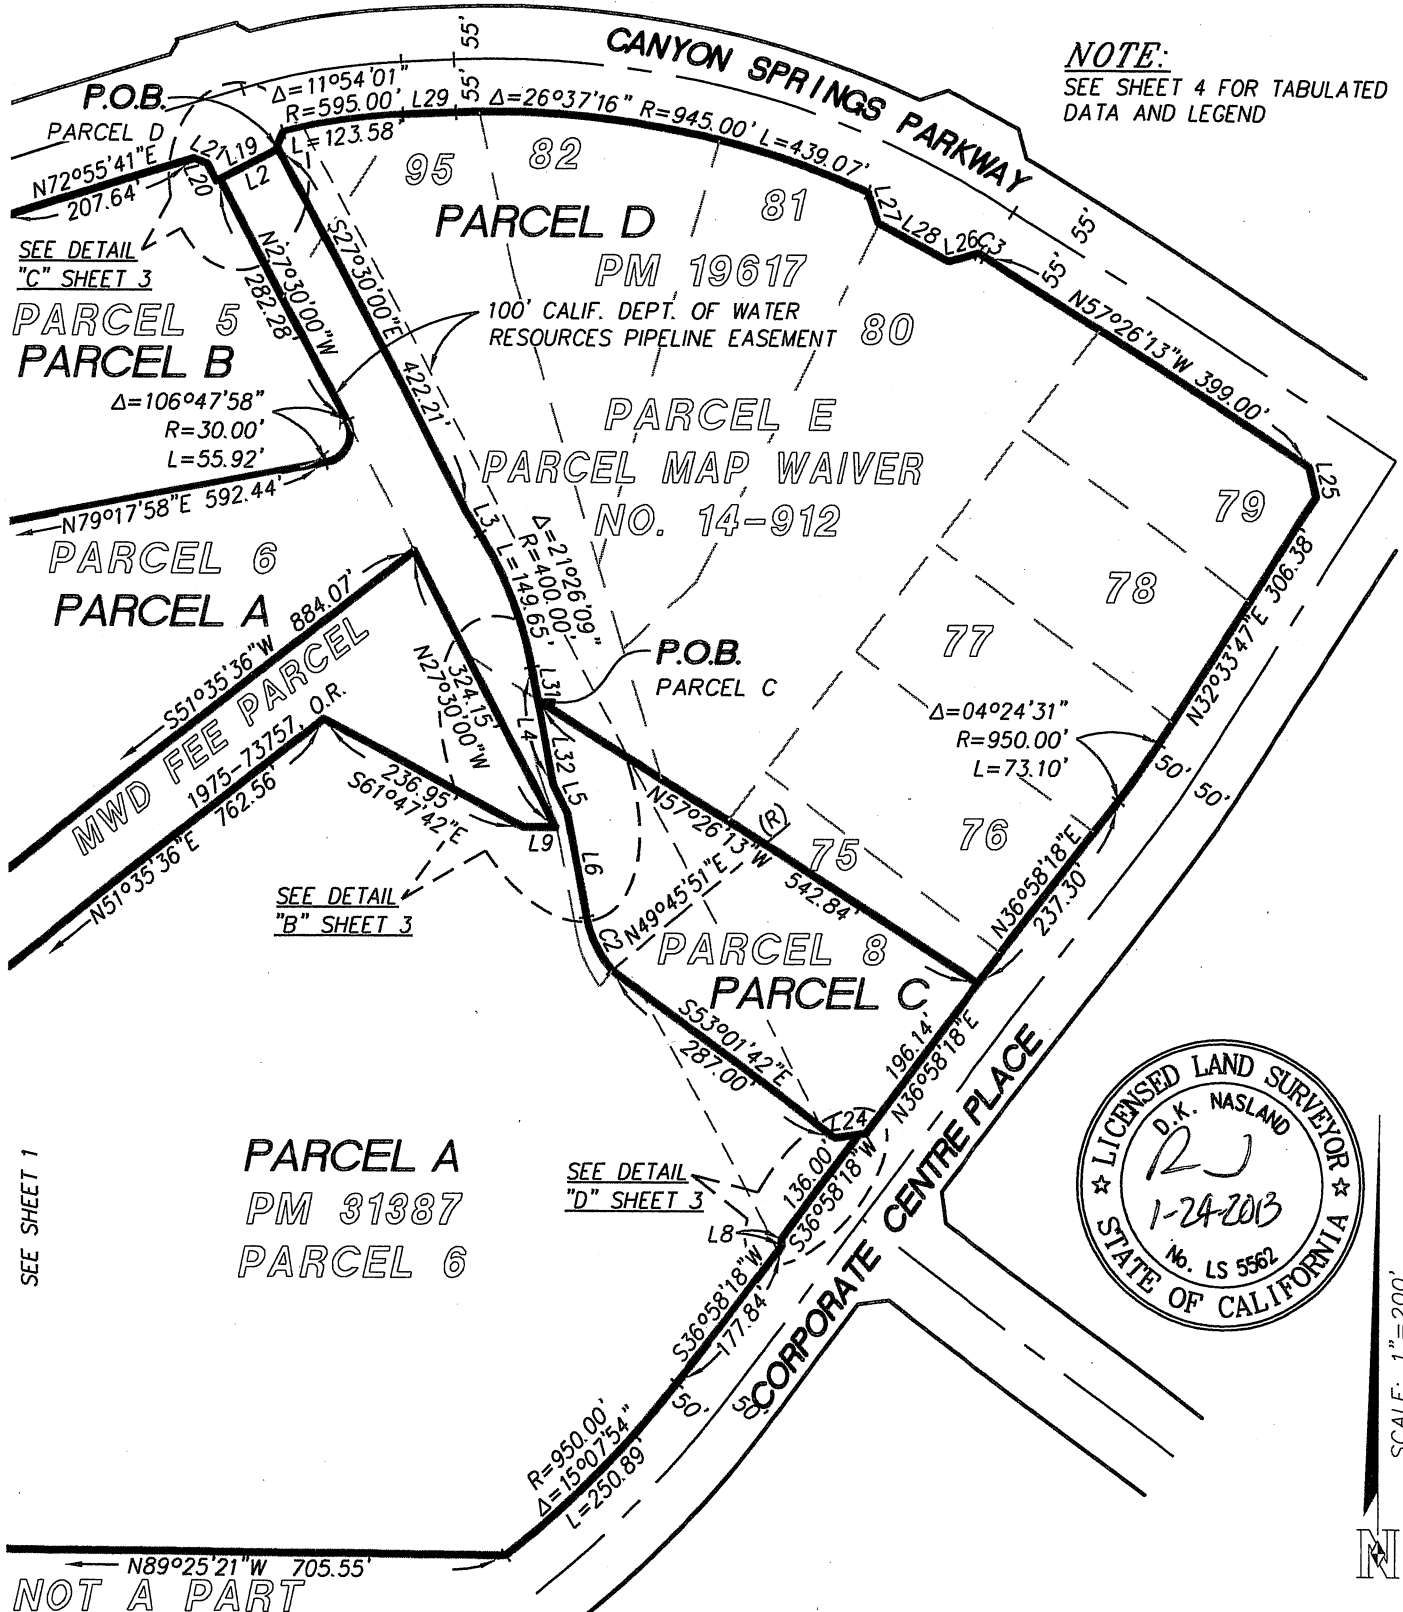 CANYON SPRINGS PARKWAY
55'
55'
NOTE:
SEE SHEET 4 FOR TABULATED
DATA AND LEGEND
P.O.B.
PARCEL D
Δ=11°54'01"
R=595.00'
L=123.58'
L29
Δ=26°37'16" R=945.00' L=439.07'
L1
L2
L19
L20
L21
N72°55'41"E
207.64'
SEE DETAIL
"C" SHEET 3
95
82
81
PARCEL D
PM 19617
L27
L28
L26
C3
55'
55'
100' CALIF. DEPT. OF WATER
RESOURCES PIPELINE EASEMENT
80
N57°26'13"W 399.00'
S27°30'00"E
422.21'
N27°30'00"W
282.28'
PARCEL 5
PARCEL B
Δ=106°47'58"
R=30.00'
L=55.92'
N79°17'58"E 592.44'
PARCEL E
PARCEL MAP WAIVER
NO. 14-912
L25
79
78
77
L3
Δ=21°26'09"
R=400.00'
L=149.65'
PARCEL 6
PARCEL A
S51°35'36"W 884.07'
MWD FEE PARCEL
1975-73757, O.R.
N51°35'36"E 762.56'
N27°30'00"W
324.15'
P.O.B.
PARCEL C
L31
L4
L32
L5
L6
L9
236.95'
S61°47'42"E
N32°33'47"E 306.38'
Δ=04°24'31"
R=950.00'
L=73.10'
50'
50'
N57°26'13"W
542.84'
(R)
75
76
N36°58'18"E
237.30'
SEE DETAIL
"B" SHEET 3
C2
N49°45'51"E
PARCEL 8
PARCEL C
S53°01'42"E
287.00'
196.14'
N36°58'18"E
L24
CORPORATE CENTRE PLACE
PARCEL A
PM 31387
PARCEL 6
SEE SHEET 1
SEE DETAIL
"D" SHEET 3
136.00'
S36°58'18"W
L8
S36°58'18"W
177.84'
50'
50'
R=950.00'
Δ=15°07'54"
L=250.89'
N89°25'21"W 705.55'
NOT A PART
LICENSED LAND SURVEYOR
D.K. NASLAND
1-24-2013
No. LS 5562
STATE OF CALIFORNIA
SCALE: 1"=200'
N